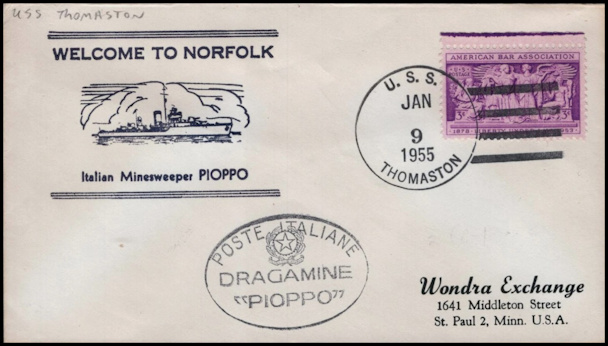 USS THOMASTON
WELCOME TO NORFOLK
Italian Minesweeper PIOPPO
U. S. S.
JAN
9
1955
THOMASTON
AMERICAN BAR ASSOCIATION
3¢
1878
1953
POSTE ITALIANE
DRAGAMINE
"PIOPPO"
Wondra Exchange
1641 Middleton Street
St. Paul 2, Minn. U.S.A.